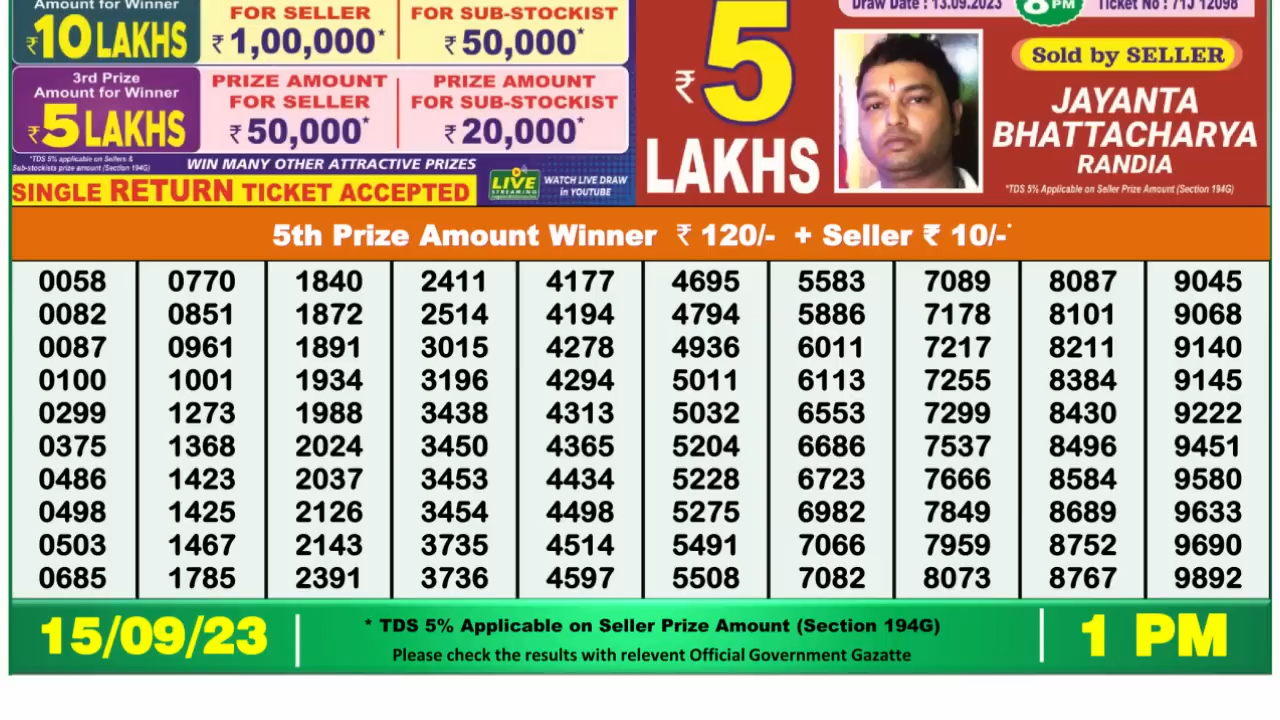 Amount for Winner
₹10 LAKHS
FOR SELLER
₹1,00,000*
FOR SUB-STOCKIST
₹50,000*
3rd Prize
Amount for Winner
₹5 LAKHS
PRIZE AMOUNT
FOR SELLER
₹50,000*
PRIZE AMOUNT
FOR SUB-STOCKIST
₹20,000*
*TDS 5% applicable on Sellers &
Sub-stockists prize amount (Section 194G)
WIN MANY OTHER ATTRACTIVE PRIZES
SINGLE RETURN TICKET ACCEPTED
LIVE
STREAMING
WATCH LIVE DRAW
in YOUTUBE
₹5
LAKHS
Draw Date : 13.09.2023
8 PM
Ticket No : 71J 12098
Sold by SELLER
JAYANTA
BHATTACHARYA
RANDIA
*TDS 5% Applicable on Seller Prize Amount (Section 194G)
5th Prize Amount Winner ₹ 120/- + Seller ₹ 10/-*
0058 0770 1840 2411 4177 4695 5583 7089 8087 9045
0082 0851 1872 2514 4194 4794 5886 7178 8101 9068
0087 0961 1891 3015 4278 4936 6011 7217 8211 9140
0100 1001 1934 3196 4294 5011 6113 7255 8384 9145
0299 1273 1988 3438 4313 5032 6553 7299 8430 9222
0375 1368 2024 3450 4365 5204 6686 7537 8496 9451
0486 1423 2037 3453 4434 5228 6723 7666 8584 9580
0498 1425 2126 3454 4498 5275 6982 7849 8689 9633
0503 1467 2143 3735 4514 5491 7066 7959 8752 9690
0685 1785 2391 3736 4597 5508 7082 8073 8767 9892
15/09/23
* TDS 5% Applicable on Seller Prize Amount (Section 194G)
Please check the results with relevent Official Government Gazatte
1 PM